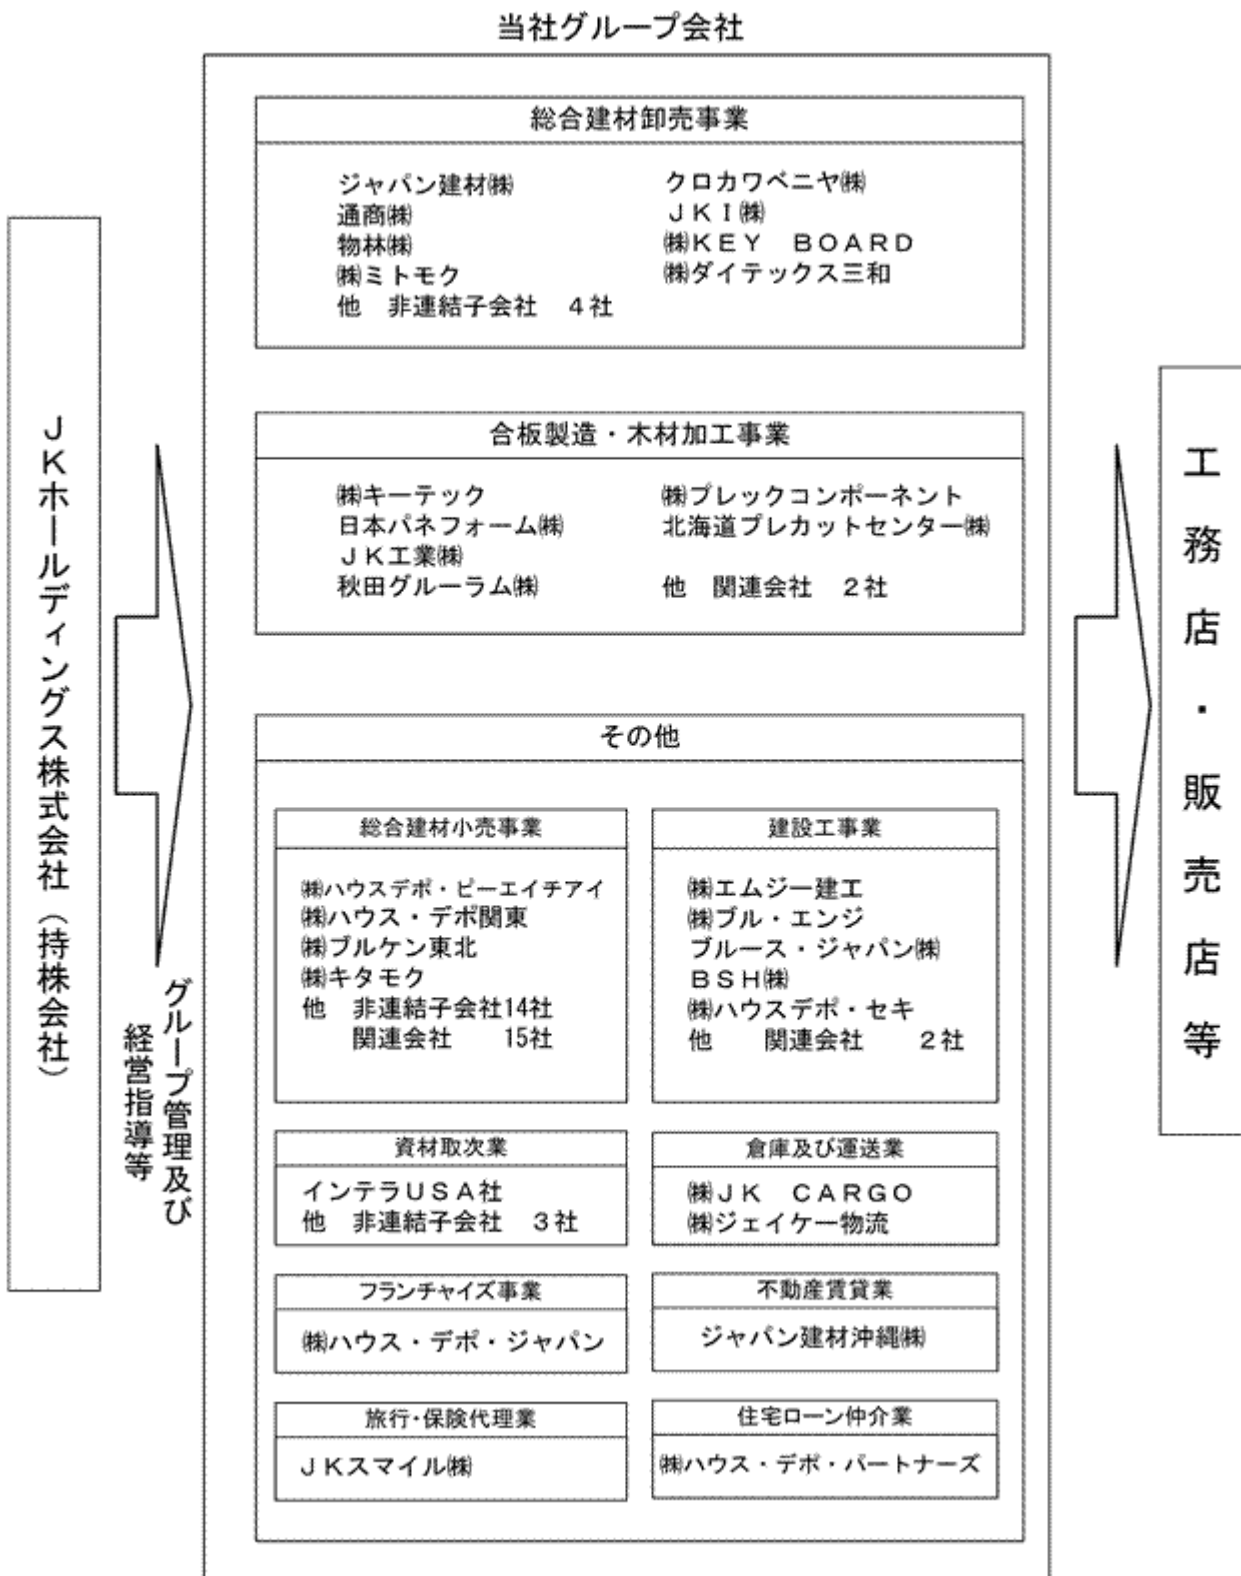 当社グループ会社
JKホールディングス株式会社（持株会社）
グループ管理及び
経営指導等
総合建材卸売事業
ジャパン建材㈱
通商㈱
物林㈱
㈱ミトモク
他　非連結子会社　４社
クロカワベニヤ㈱
ＪＫＩ㈱
㈱ＫＥＹ　ＢＯＡＲＤ
㈱ダイテックス三和
合板製造・木材加工事業
㈱キーテック
日本パネフォーム㈱
ＪＫ工業㈱
秋田グルーラム㈱
㈱プレックコンポーネント
北海道プレカットセンター㈱
他　関連会社　２社
その他
総合建材小売事業
㈱ハウスデポ・ピーエイチアイ
㈱ハウス・デポ関東
㈱ブルケン東北
㈱キタモク
他　非連結子会社14社
関連会社　　15社
建設工事業
㈱エムジー建工
㈱ブル・エンジ
ブルース・ジャパン㈱
ＢＳＨ㈱
㈱ハウスデポ・セキ
他　　関連会社　　２社
資材取次業
インテラＵＳＡ社
他　非連結子会社　３社
倉庫及び運送業
㈱ＪＫ　ＣＡＲＧＯ
㈱ジェイケー物流
フランチャイズ事業
㈱ハウス・デポ・ジャパン
不動産賃貸業
ジャパン建材沖縄㈱
旅行・保険代理業
ＪＫスマイル㈱
住宅ローン仲介業
㈱ハウス・デポ・パートナーズ
工務店・販売店等